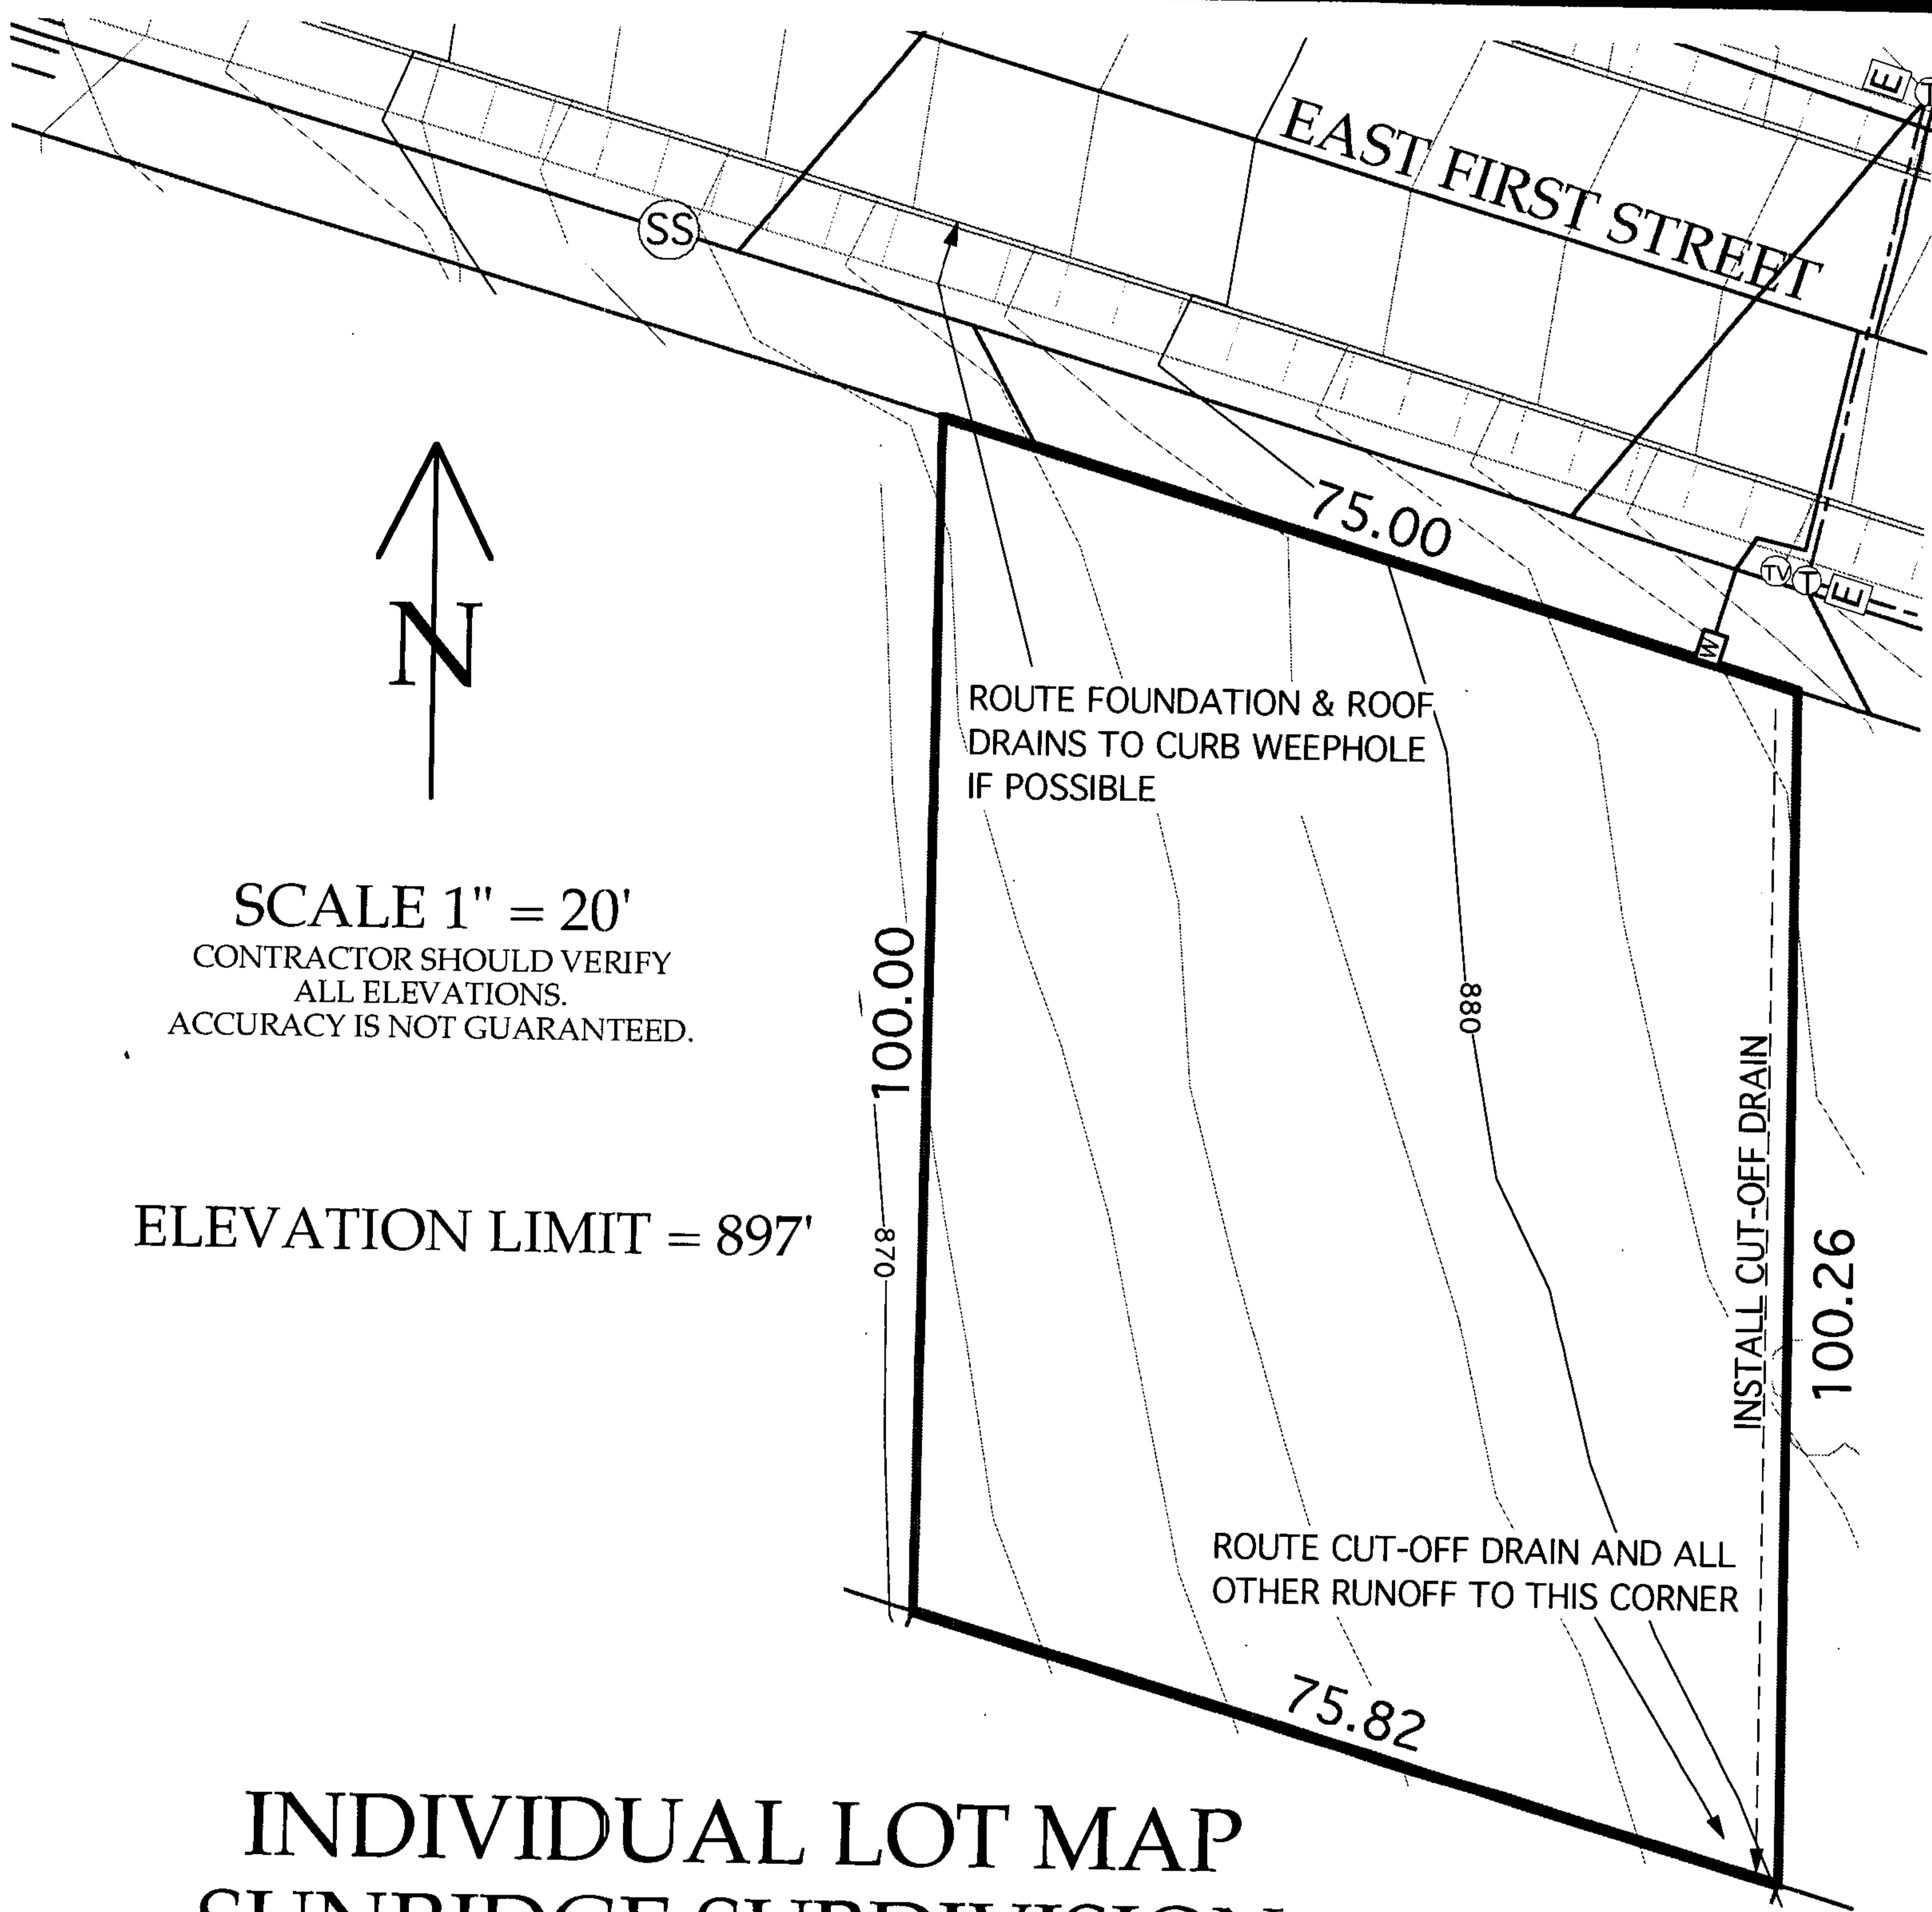 E
T
EAST FIRST STREET
SS
75.00
TV
T
E
W
N
ROUTE FOUNDATION & ROOF
DRAINS TO CURB WEEPHOLE
IF POSSIBLE
SCALE 1" = 20'
CONTRACTOR SHOULD VERIFY
ALL ELEVATIONS.
ACCURACY IS NOT GUARANTEED.
100.00
880
INSTALL CUT-OFF DRAIN
ELEVATION LIMIT = 897'
870
100.26
ROUTE CUT-OFF DRAIN AND ALL
OTHER RUNOFF TO THIS CORNER
75.82
INDIVIDUAL LOT MAP
SUNRIDGE SUBDIVISION